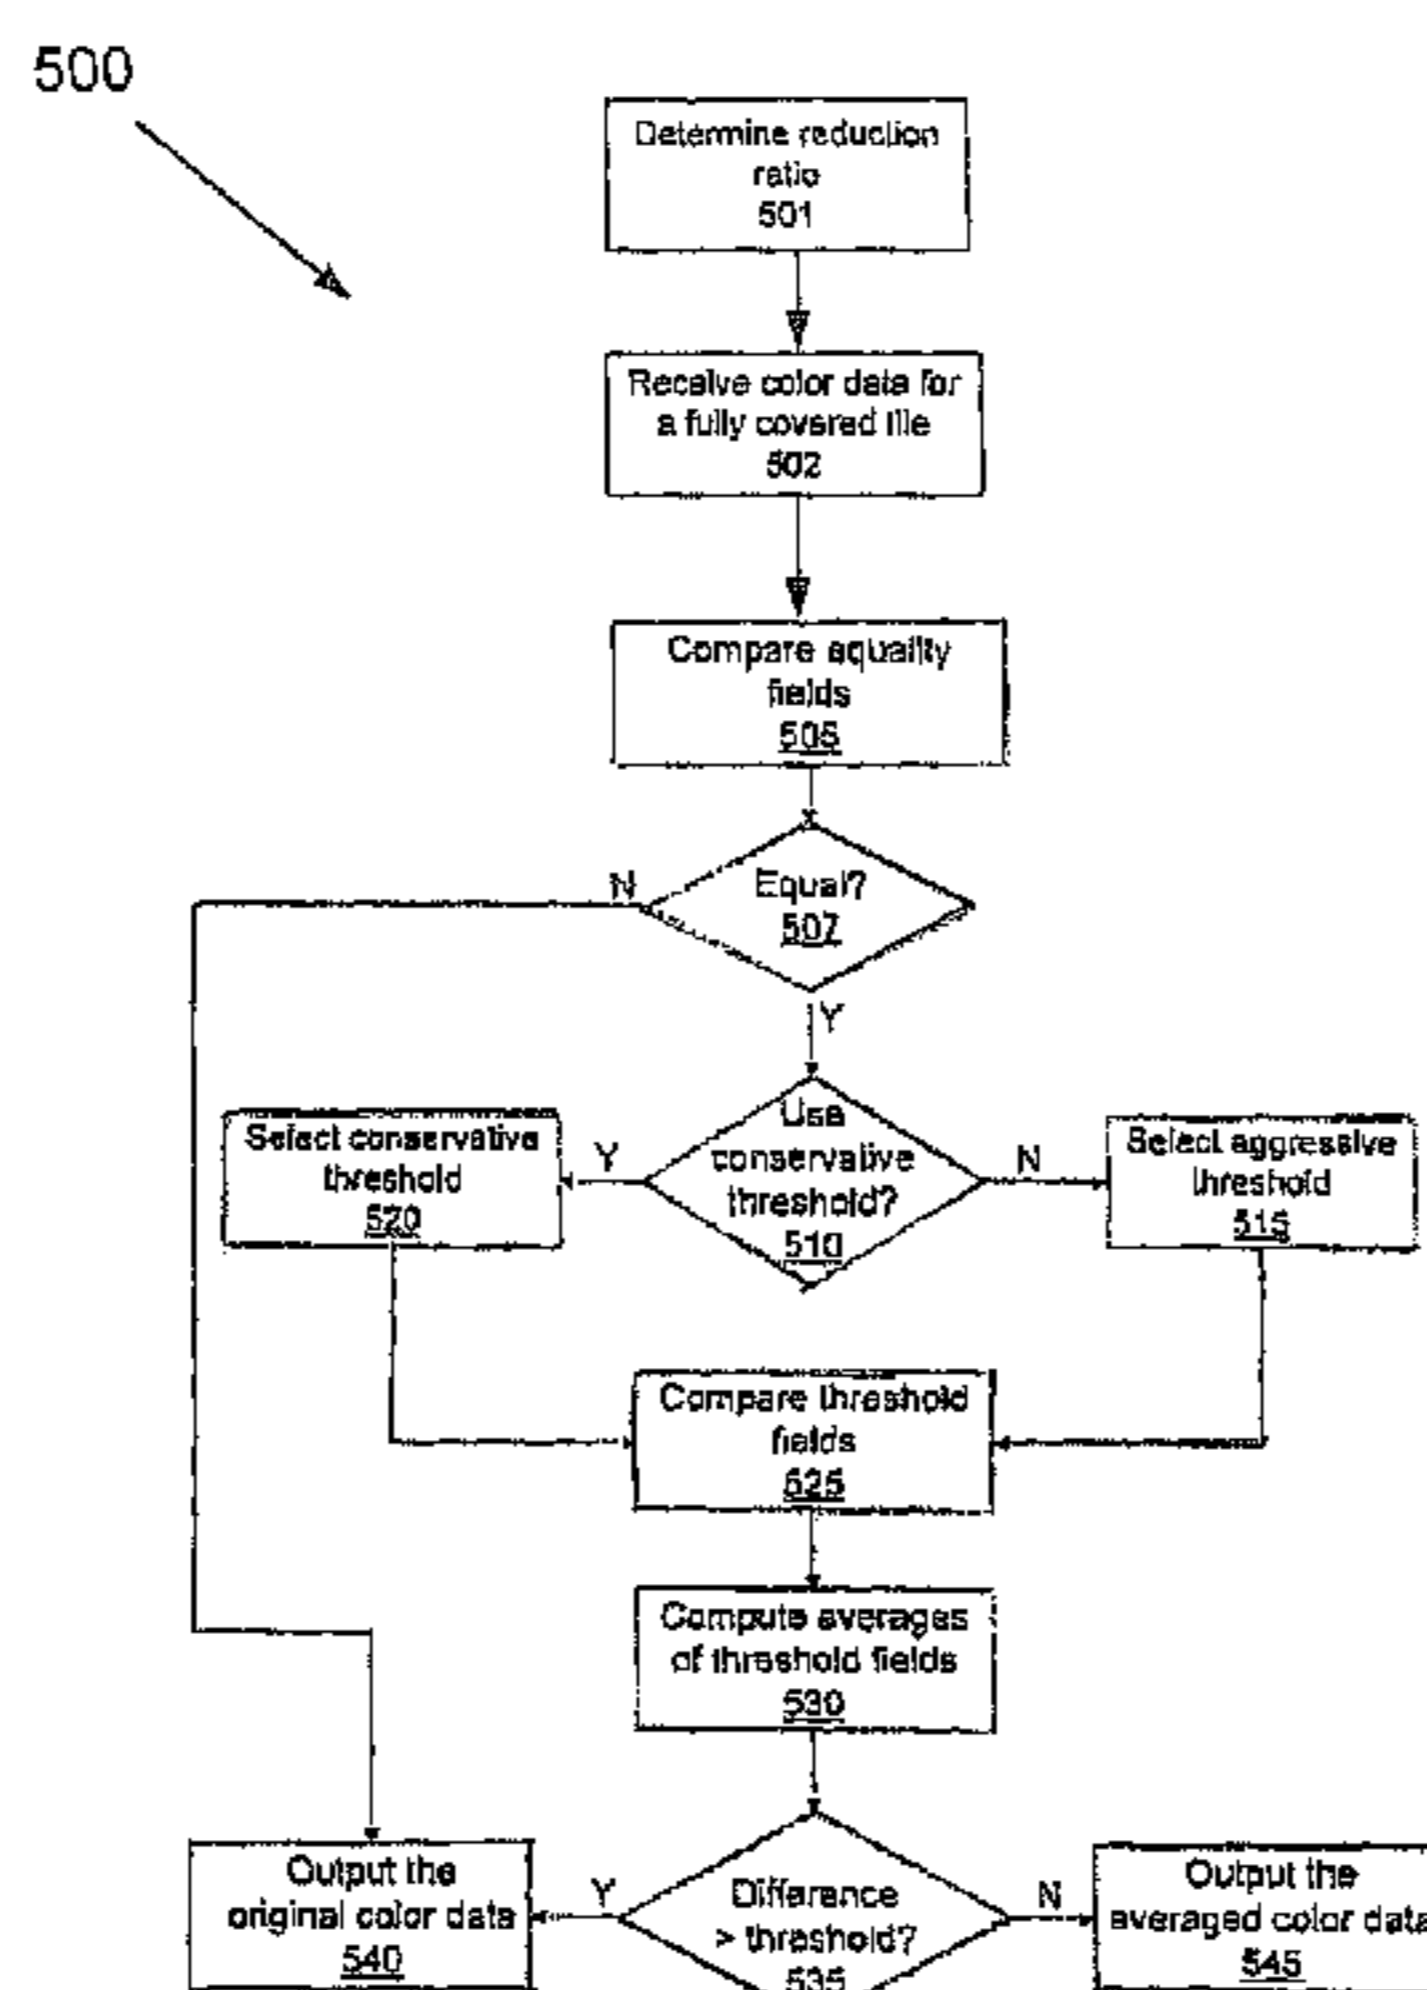 500
Determine reduction
ratio
501
Receive color data for
a fully covered tile
502
Compare equality
fields
505
Equal?
507
N
Y
Use
conservative
threshold?
510
Y
N
Select conservative
threshold
520
Select aggressive
threshold
515
Compare threshold
fields
525
Compute averages
of threshold fields
530
Difference
> threshold?
535
Y
N
Output the
original color data
540
Output the
averaged color data
545